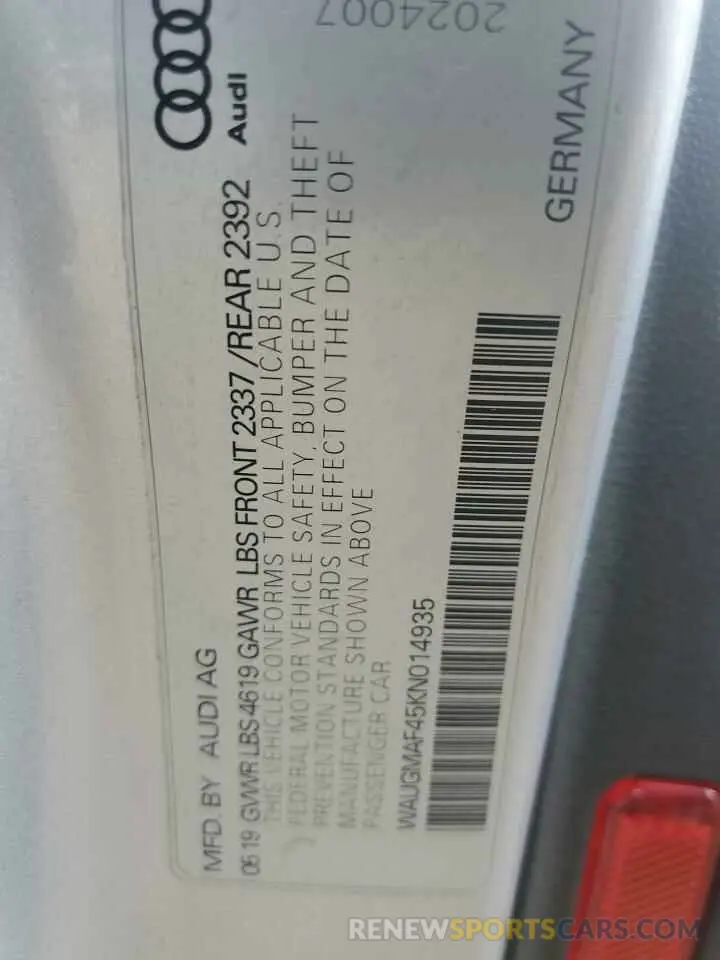 2024007
Audi
GERMANY
MFD. BY AUDI AG
0619 GVWR LBS 4619 GAWR LBS FRONT 2337 /REAR 2392
THIS VEHICLE CONFORMS TO ALL APPLICABLE U.S.
FEDERAL MOTOR VEHICLE SAFETY, BUMPER AND THEFT
PREVENTION STANDARDS IN EFFECT ON THE DATE OF
MANUFACTURE SHOWN ABOVE
PASSENGER CAR
WAUGMAF45KN014935
RENEWSPORTSCARS.COM